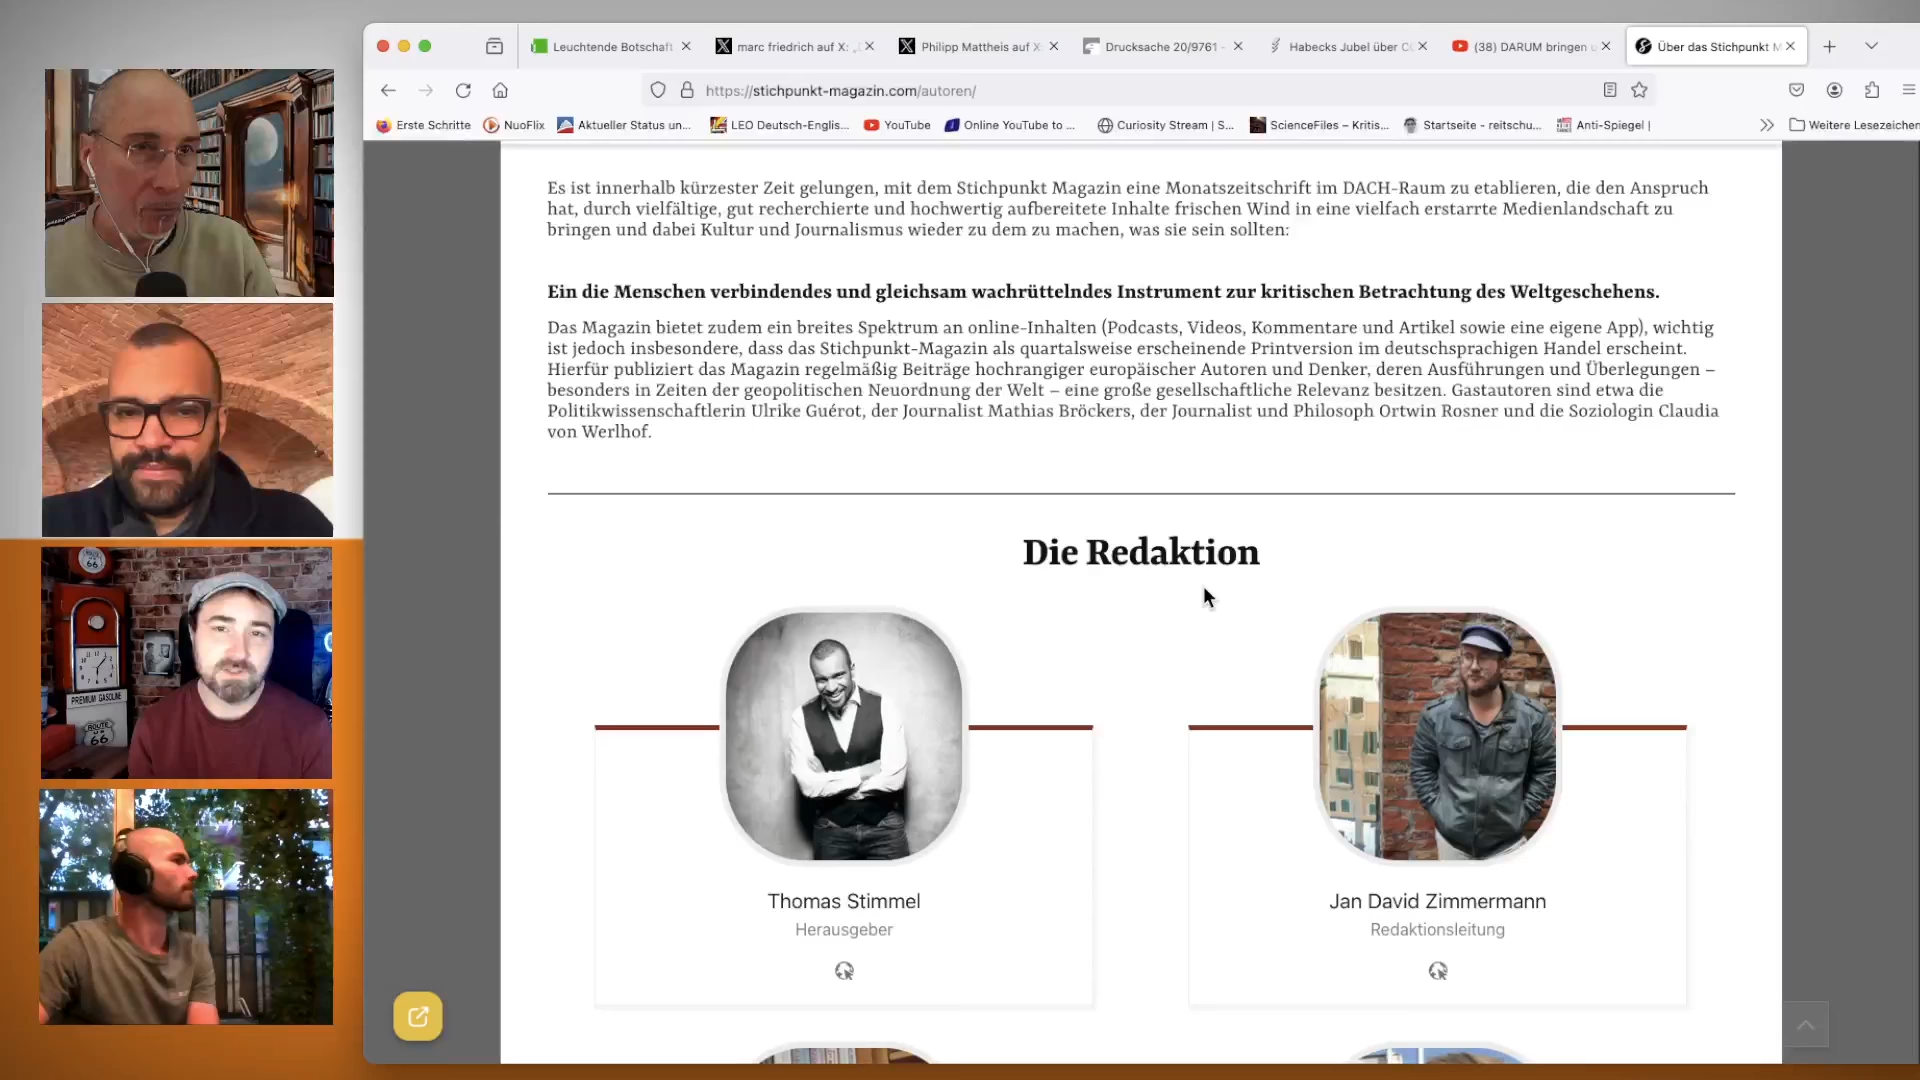 Leuchtende Botschaft
marc friedrich auf X: „
Philipp Mattheis auf X
Drucksache 20/9761 -
Habecks Jubel über C
(38) DARUM bringen
Über das Stichpunkt M
https://stichpunkt-magazin.com/autoren/
Erste Schritte
NuoFlix
Aktueller Status un...
LEO Deutsch-Englis...
YouTube
Online YouTube to ...
Curiosity Stream | S...
ScienceFiles – Kritis...
Startseite - reitschu...
Anti-Spiegel |
Weitere Lesezeichen
Es ist innerhalb kürzester Zeit gelungen, mit dem Stichpunkt Magazin eine Monatszeitschrift im DACH-Raum zu etablieren, die den Anspruch
hat, durch vielfältige, gut recherchierte und hochwertig aufbereitete Inhalte frischen Wind in eine vielfach erstarrte Medienlandschaft zu
bringen und dabei Kultur und Journalismus wieder zu dem zu machen, was sie sein sollten:
Ein die Menschen verbindendes und gleichsam wachrüttelndes Instrument zur kritischen Betrachtung des Weltgeschehens.
Das Magazin bietet zudem ein breites Spektrum an online-Inhalten (Podcasts, Videos, Kommentare und Artikel sowie eine eigene App), wichtig
ist jedoch insbesondere, dass das Stichpunkt-Magazin als quartalsweise erscheinende Printversion im deutschsprachigen Handel erscheint.
Hierfür publiziert das Magazin regelmäßig Beiträge hochrangiger europäischer Autoren und Denker, deren Ausführungen und Überlegungen –
besonders in Zeiten der geopolitischen Neuordnung der Welt – eine große gesellschaftliche Relevanz besitzen. Gastautoren sind etwa die
Politikwissenschaftlerin Ulrike Guérot, der Journalist Mathias Bröckers, der Journalist und Philosoph Ortwin Rosner und die Soziologin Claudia
von Werlhof.
Die Redaktion
Thomas Stimmel
Herausgeber
Jan David Zimmermann
Redaktionsleitung
PREMIUM GASOLINE
ROUTE
66